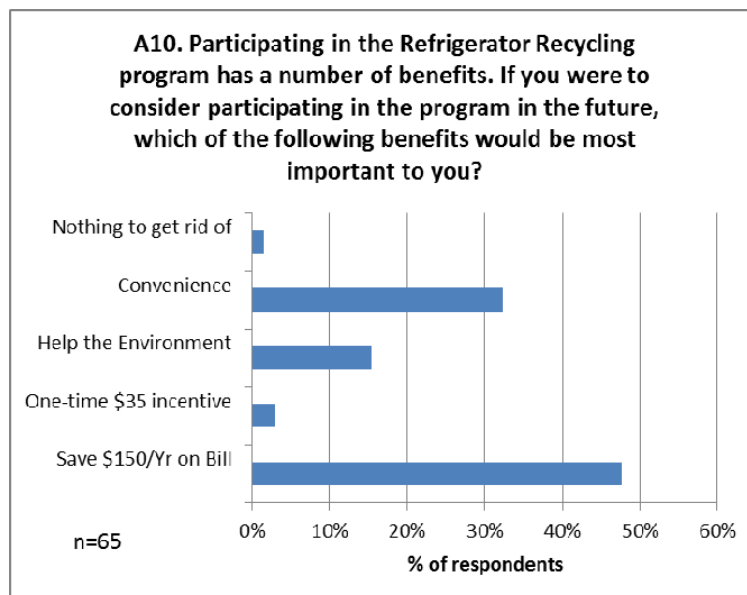 A10. Participating in the Refrigerator Recycling
program has a number of benefits. If you were to
consider participating in the program in the future,
which of the following benefits would be most
important to you?
Nothing to get rid of
Convenience
Help the Environment
One-time $35 incentive
Save $150/Yr on Bill
0% 10% 20% 30% 40% 50% 60%
n=65
% of respondents